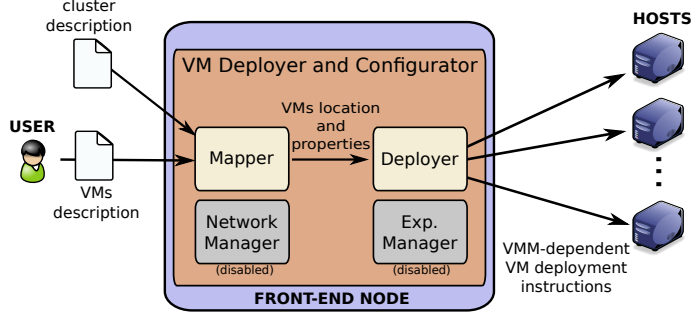 cluster
description
HOSTS
VM Deployer and Configurator
VMs location
and
properties
USER
Mapper
Deployer
VMs
description
Network
Manager
(disabled)
Exp.
Manager
(disabled)
VMM-dependent
VM deployment
instructions
FRONT-END NODE